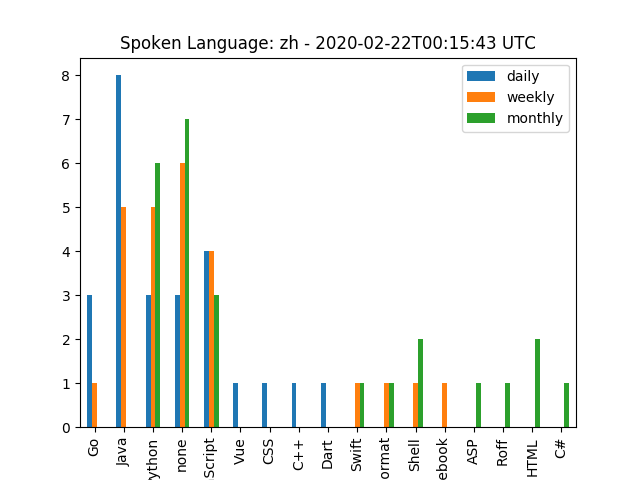 Spoken Language: zh - 2020-02-22T00:15:43 UTC
daily
weekly
monthly
8
7
6
5
4
3
2
1
0
Go
Java
ython
none
Script
Vue
CSS
C++
Dart
Swift
ormat
Shell
ebook
ASP
Roff
HTML
C#